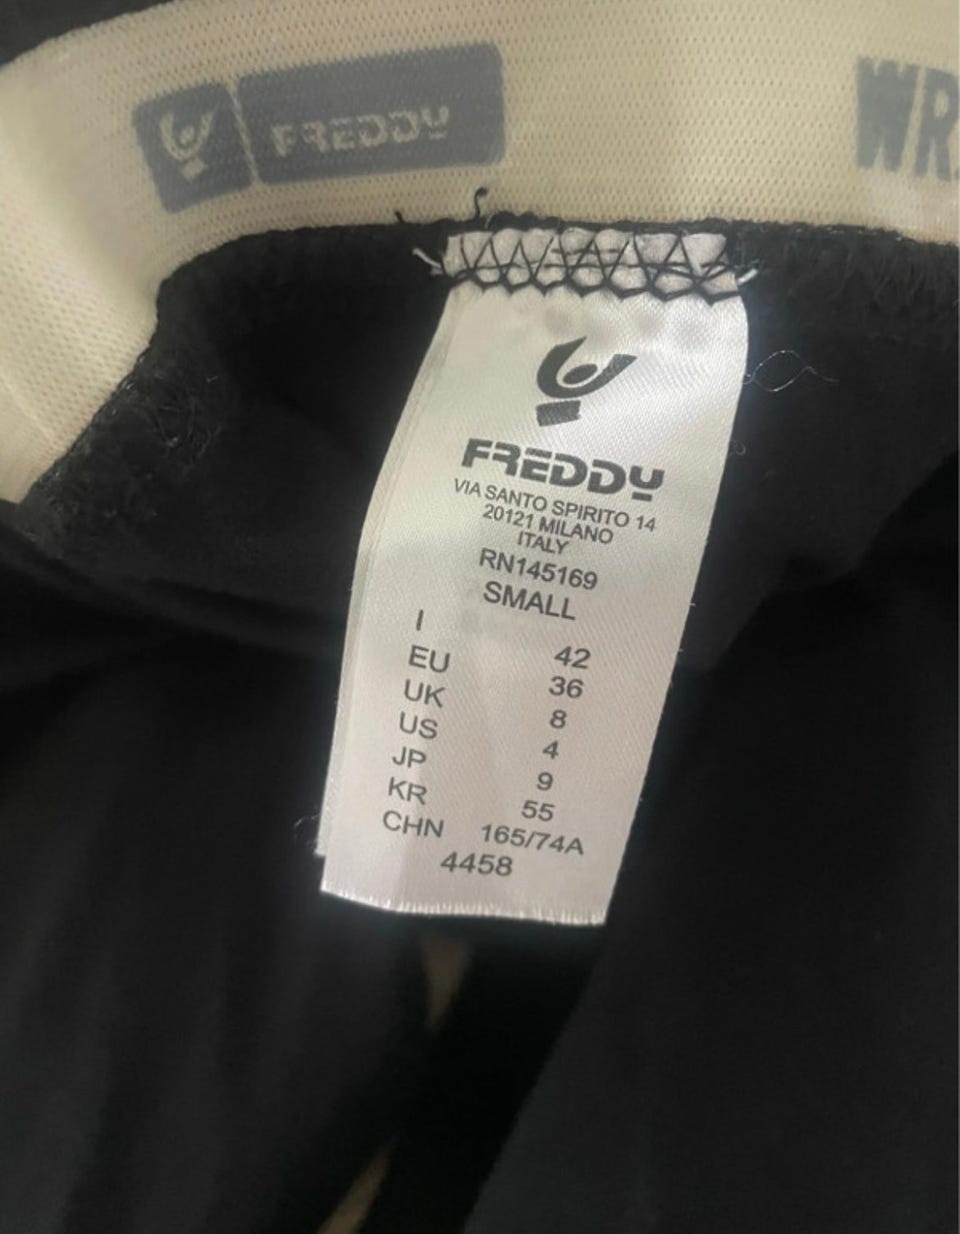 FREDDY
WR
FREDDY
VIA SANTO SPIRITO 14
20121 MILANO
ITALY
RN145169
SMALL
I 42
EU 36
UK 8
US 4
JP 9
KR 55
CHN 165/74A
4458